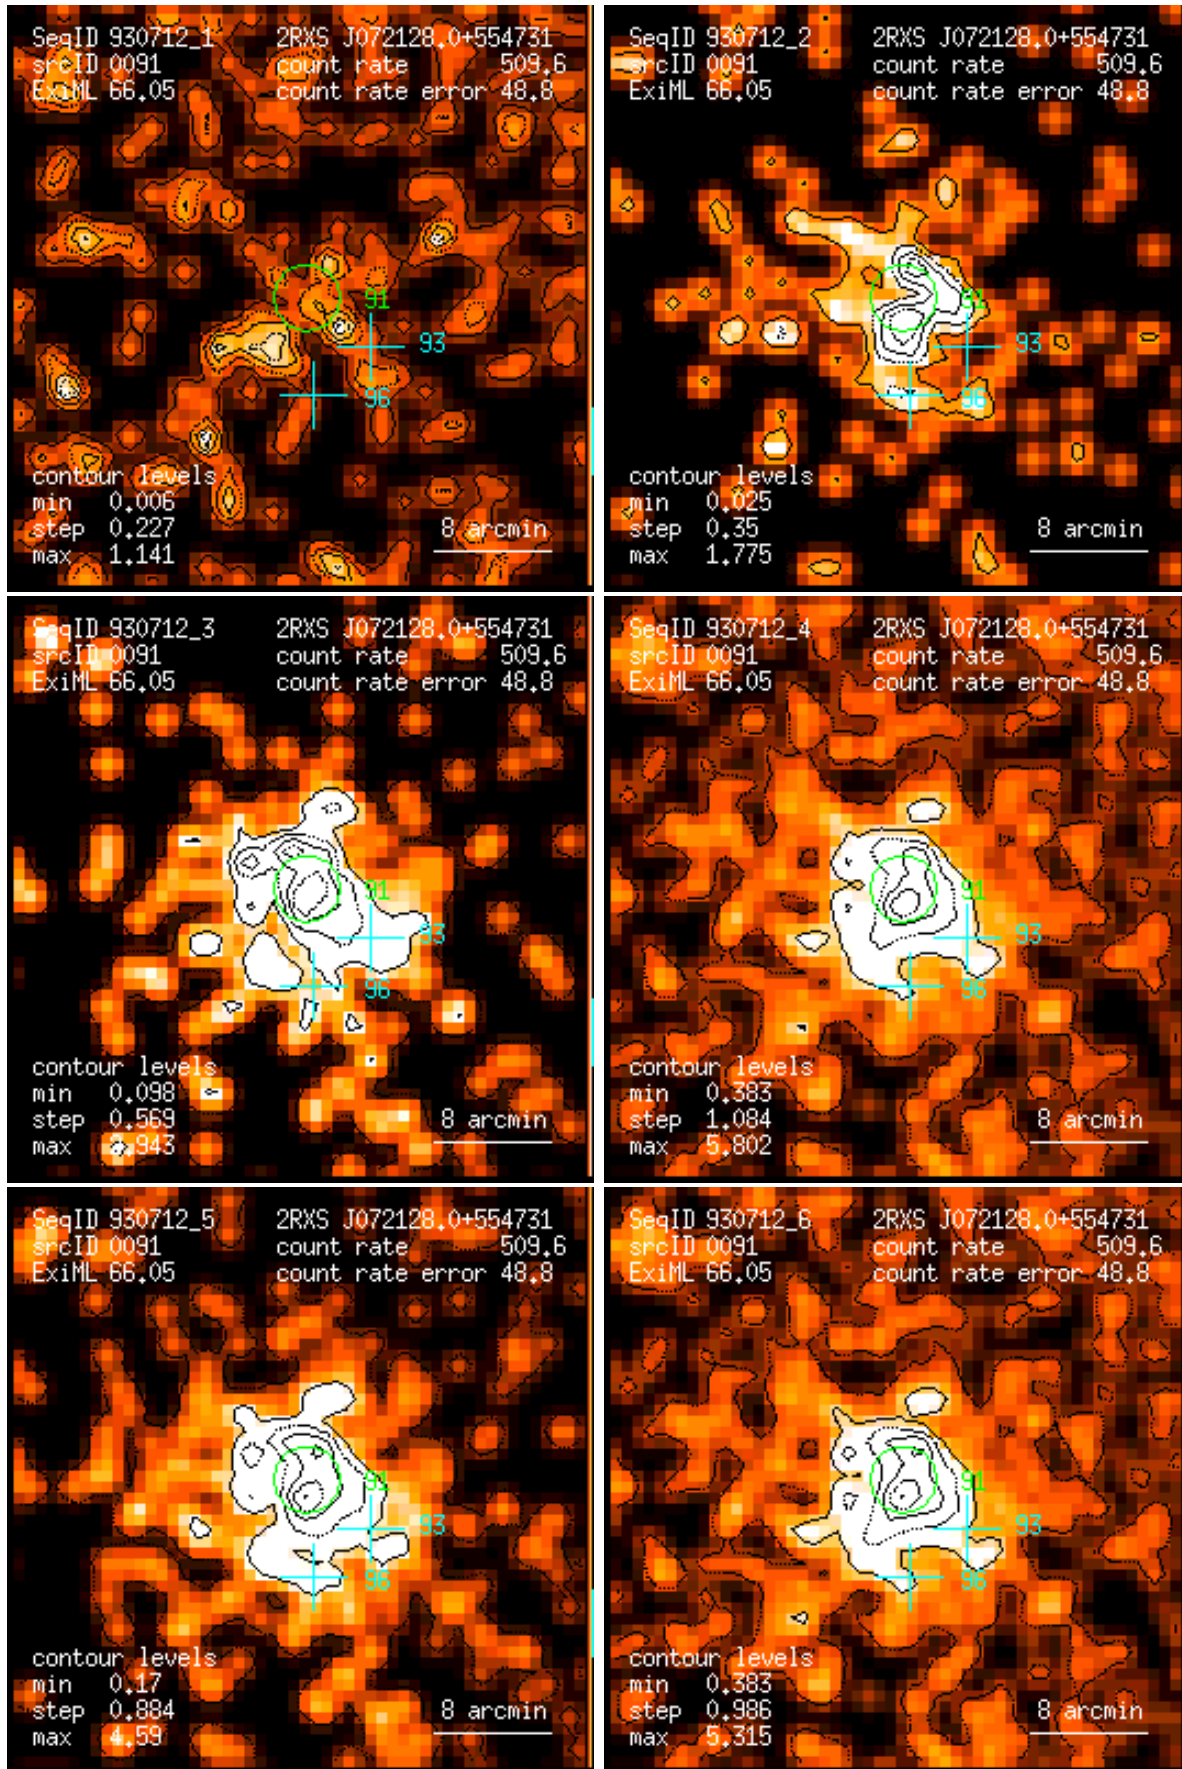 SeqID 930712_1 2RXS J072128.0+554731
srcID 0091 count rate 509.6
ExiML 66.05 count rate error 48.8
91
93
96
contour levels
min 0.006
step 0.227 8 arcmin
max 1.141
SeqID 930712_2 2RXS J072128.0+554731
srcID 0091 count rate 509.6
ExiML 66.05 count rate error 48.8
91
93
96
contour levels
min 0.025
step 0.35 8 arcmin
max 1.775
SeqID 930712_3 2RXS J072128.0+554731
srcID 0091 count rate 509.6
ExiML 66.05 count rate error 48.8
91
93
96
contour levels
min 0.098
step 0.569 8 arcmin
max 2.943
SeqID 930712_4 2RXS J072128.0+554731
srcID 0091 count rate 509.6
ExiML 66.05 count rate error 48.8
91
93
96
contour levels
min 0.383
step 1.084 8 arcmin
max 5.802
SeqID 930712_5 2RXS J072128.0+554731
srcID 0091 count rate 509.6
ExiML 66.05 count rate error 48.8
91
93
96
contour levels
min 0.17
step 0.884 8 arcmin
max 4.59
SeqID 930712_6 2RXS J072128.0+554731
srcID 0091 count rate 509.6
ExiML 66.05 count rate error 48.8
91
93
96
contour levels
min 0.383
step 0.986 8 arcmin
max 5.315